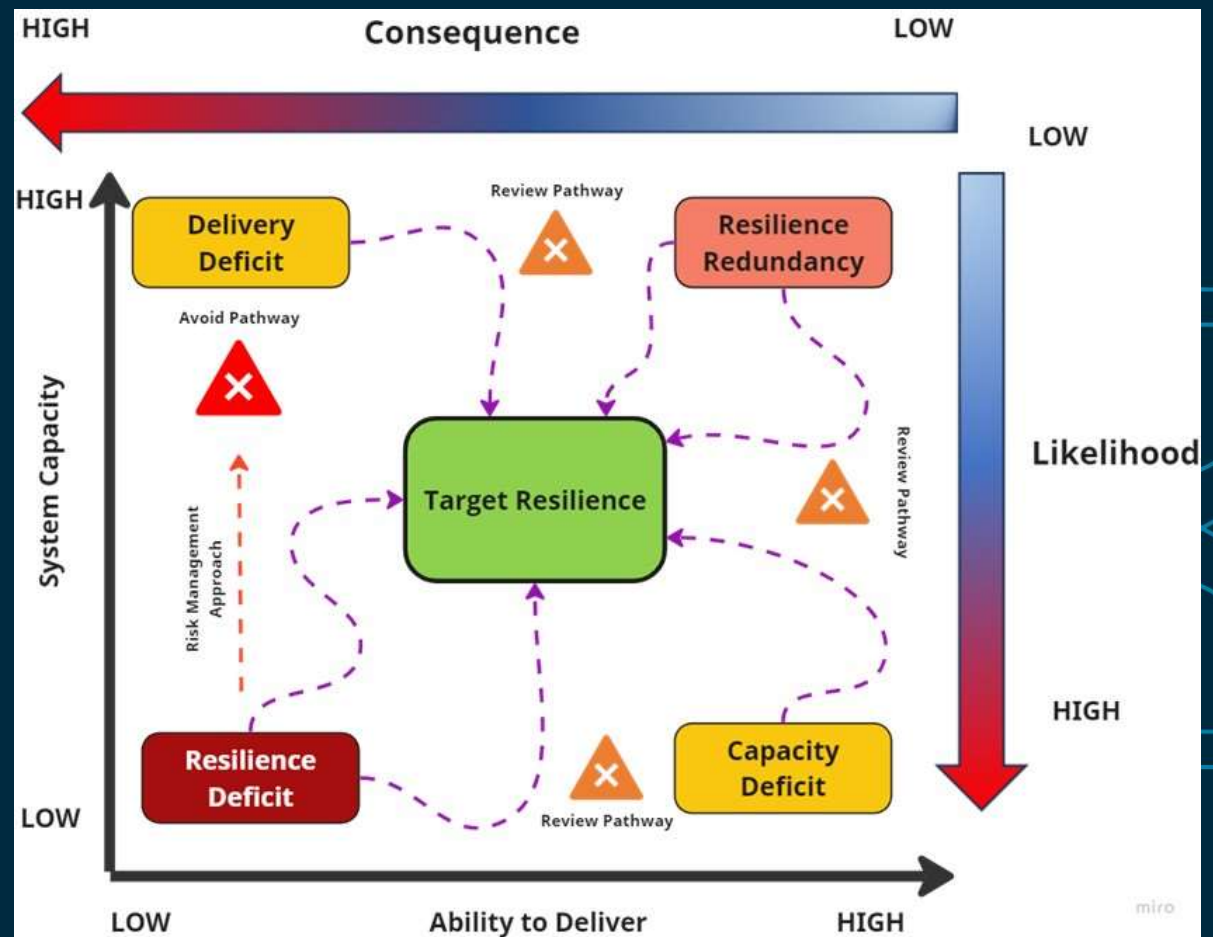 HIGH
Consequence
LOW
LOW
HIGH
Review Pathway
Delivery
Deficit
Resilience
Redundancy
Avoid Pathway
System Capacity
Target Resilience
Review Pathway
Likelihood
Risk Management
Approach
HIGH
Resilience
Deficit
Capacity
Deficit
LOW
Review Pathway
LOW
Ability to Deliver
HIGH
miro